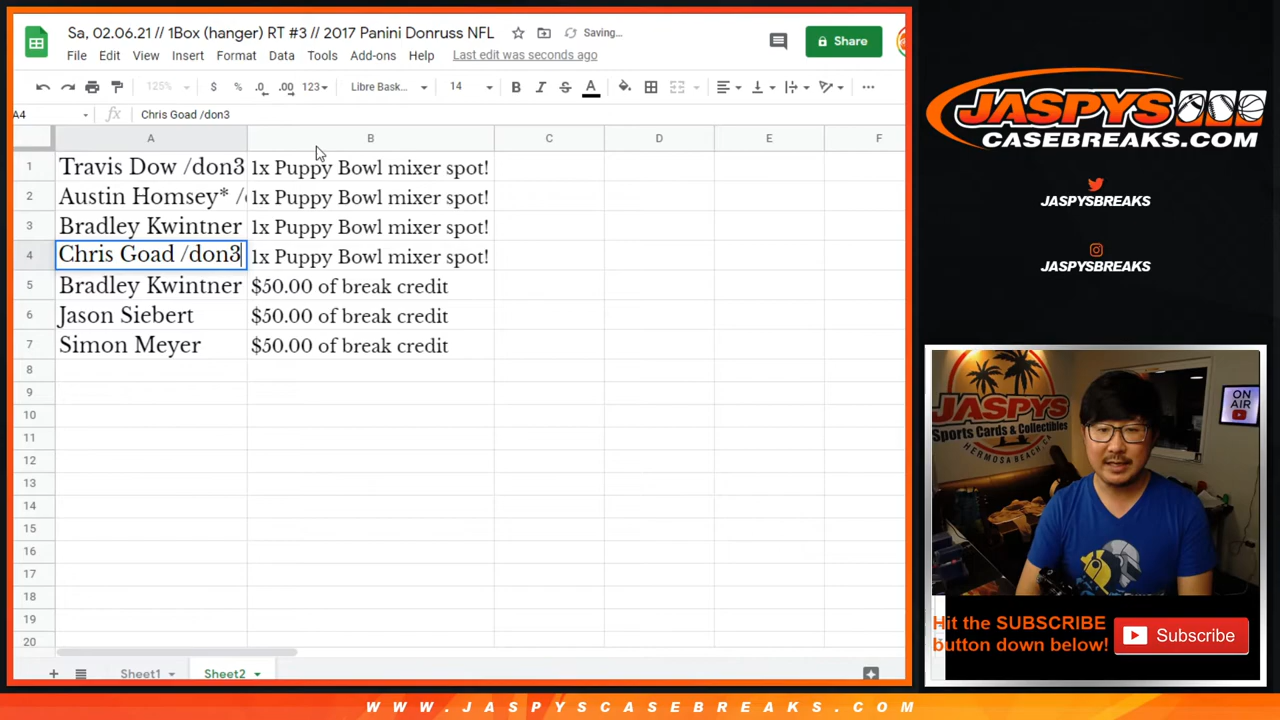 Sa, 02.06.21 // 1Box (hanger) RT #3 // 2017 Panini Donruss NFL
Saving...
File Edit View Insert Format Data Tools Add-ons Help Last edit was seconds ago
Share
125% $ % .0 .00 123 Libre Bask... 14 B I S A
A4 fx Chris Goad /don3
A B C D E F
1 Travis Dow /don3 1x Puppy Bowl mixer spot!
2 Austin Homsey* / 1x Puppy Bowl mixer spot!
3 Bradley Kwintner 1x Puppy Bowl mixer spot!
4 Chris Goad /don3 1x Puppy Bowl mixer spot!
5 Bradley Kwintner $50.00 of break credit
6 Jason Siebert $50.00 of break credit
7 Simon Meyer $50.00 of break credit
8
9
10
11
12
13
14
15
16
17
18
19
20
Sheet1 Sheet2
JASPYS
CASEBREAKS.COM
JASPYSBREAKS
JASPYSBREAKS
JASPYS
Sports Cards & Collectibles
HERMOSA BEACH, CA
ON AIR
Hit the SUBSCRIBE
button down below!
Subscribe
WWW.JASPYSCASEBREAKS.COM